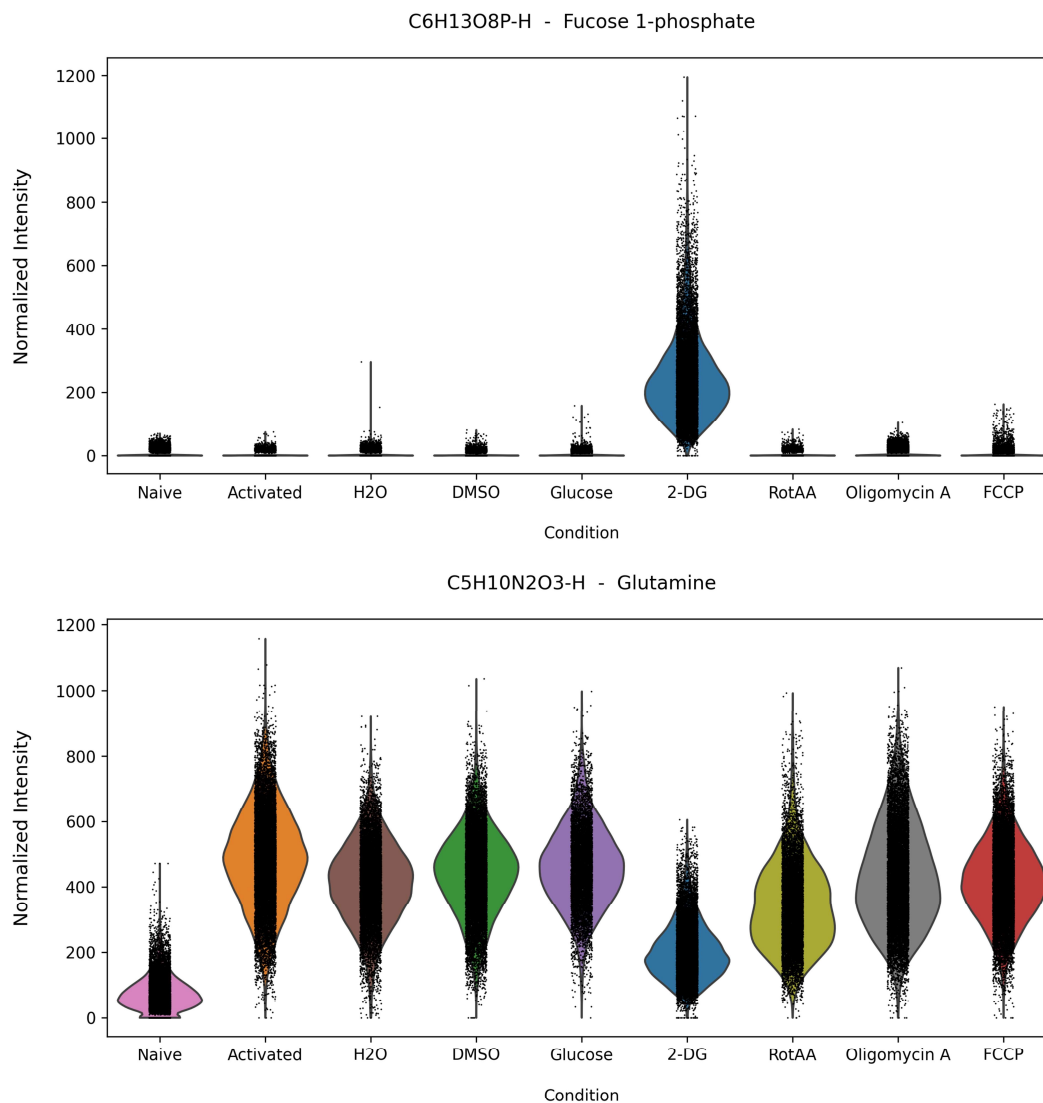 C6H13O8P-H - Fucose 1-phosphate
1200
1000
800
600
400
200
0
Normalized Intensity
Naive Activated H2O DMSO Glucose 2-DG RotAA Oligomycin A FCCP
Condition
C5H10N2O3-H - Glutamine
1200
1000
800
600
400
200
0
Normalized Intensity
Naive Activated H2O DMSO Glucose 2-DG RotAA Oligomycin A FCCP
Condition